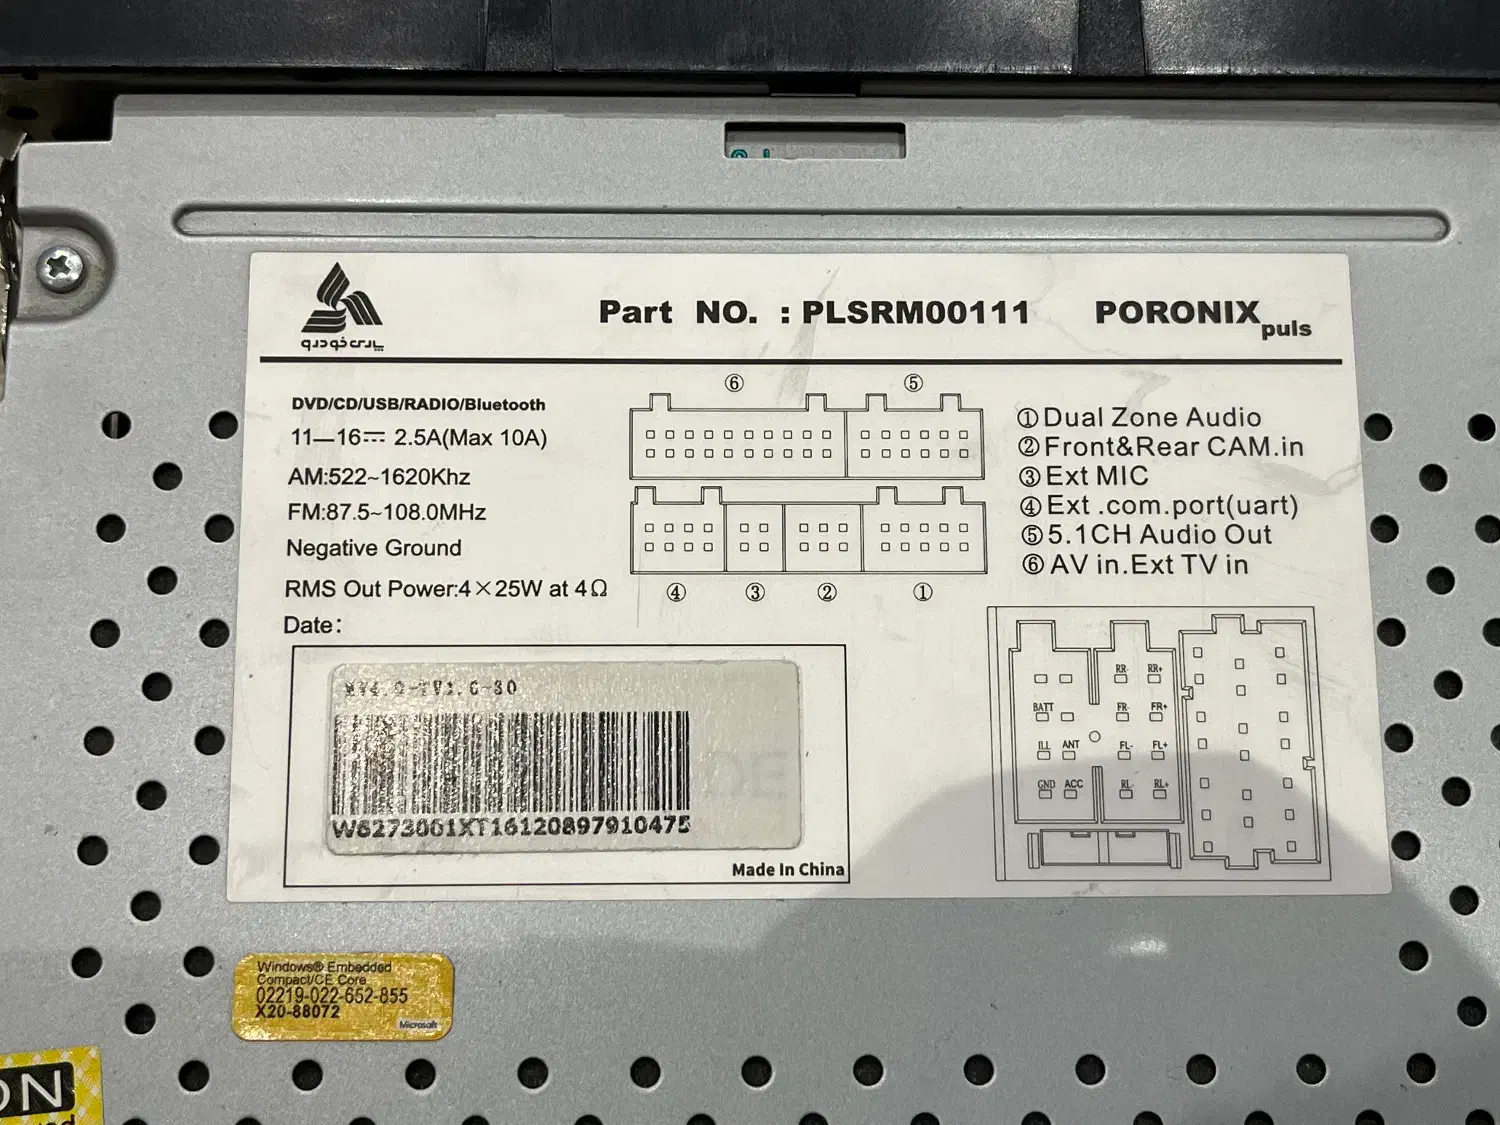 Part NO. : PLSRM00111
PORONIX
puls
پارس خودرو
DVD/CD/USB/RADIO/Bluetooth
11—16⎓ 2.5A(Max 10A)
AM:522~1620Khz
FM:87.5~108.0MHz
Negative Ground
RMS Out Power:4×25W at 4Ω
Date:
⑥ ⑤
④ ③ ② ①
①Dual Zone Audio
②Front&Rear CAM.in
③Ext MIC
④Ext .com.port(uart)
⑤5.1CH Audio Out
⑥AV in.Ext TV in
RR- RR+
BATT FR- FR+
ILL ANT FL- FL+
GND ACC RL- RL+
W6273001XT16120897910475
Made In China
Windows® Embedded
Compact/CE Core
02219-022-652-855
X20-88072
Microsoft
ON